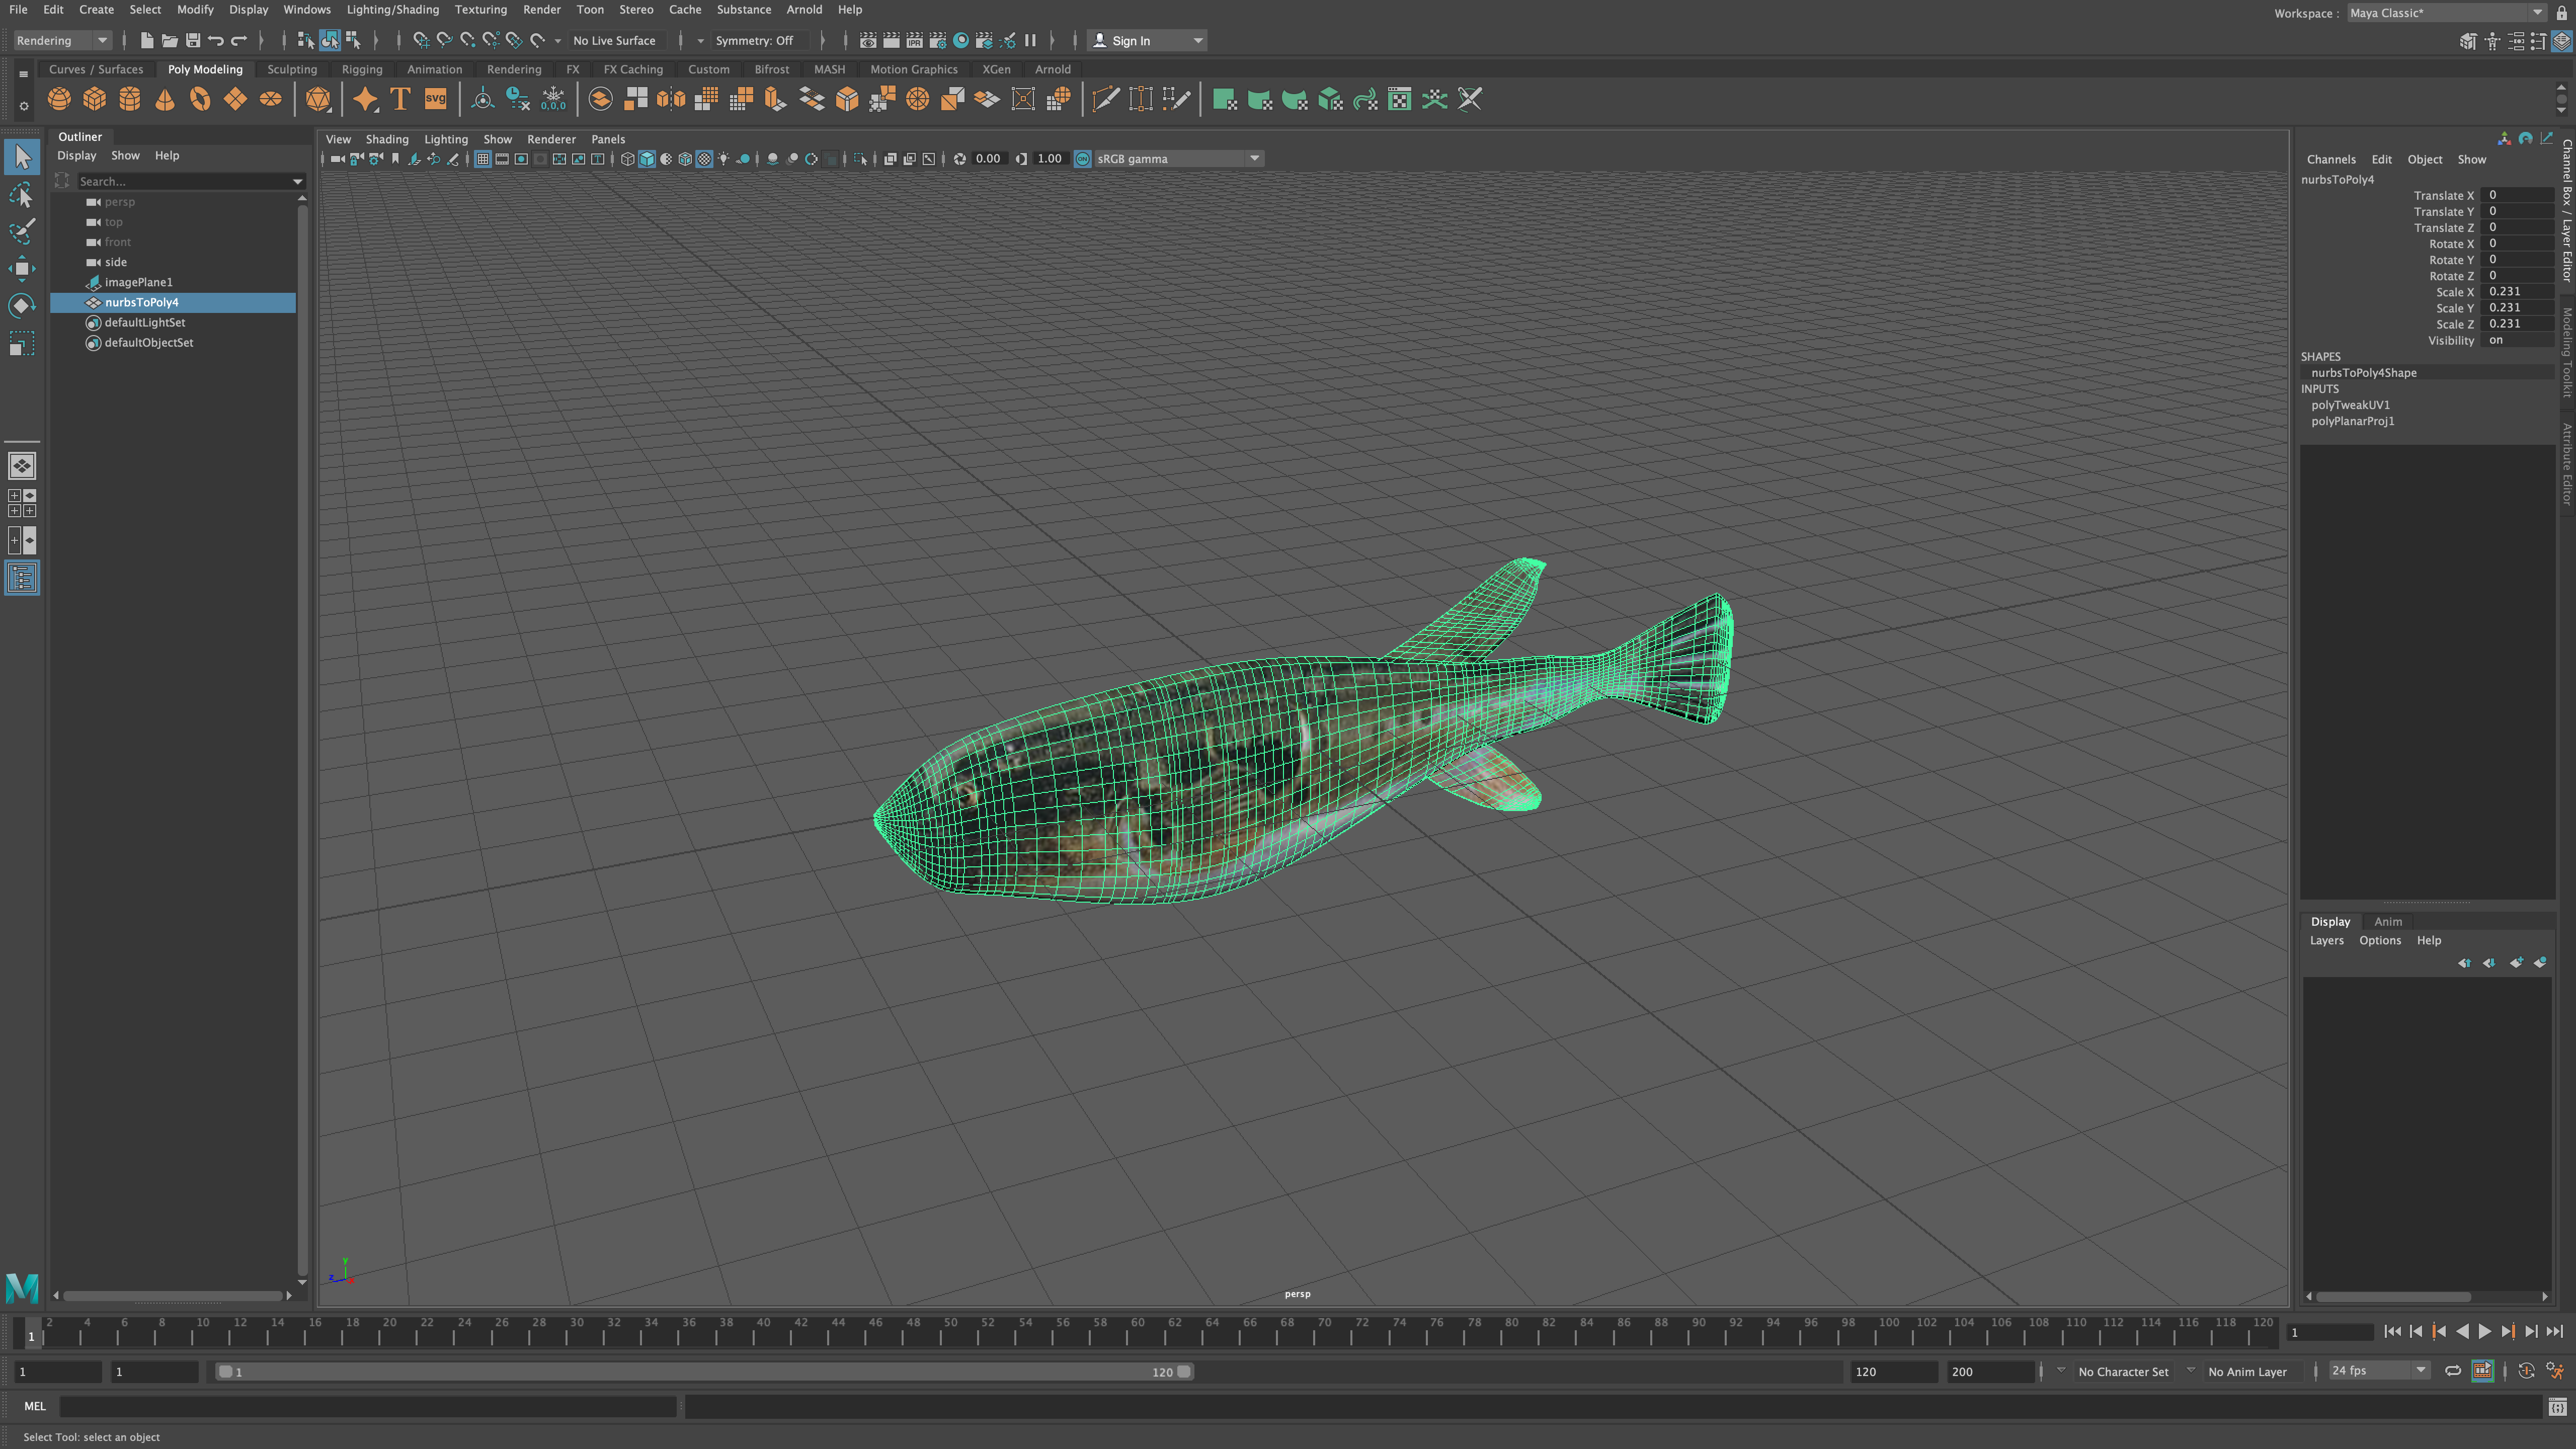 File Edit Create Select Modify Display Windows Lighting/Shading Texturing Render Toon Stereo Cache Substance Arnold Help
Workspace : Maya Classic*
Rendering No Live Surface Symmetry: Off IPR Sign In
Curves / Surfaces Poly Modeling Sculpting Rigging Animation Rendering FX FX Caching Custom Bifrost MASH Motion Graphics XGen Arnold
T svg 0,0,0
Outliner
Display Show Help
Search...
persp
top
front
side
imagePlane1
nurbsToPoly4
defaultLightSet
defaultObjectSet
View Shading Lighting Show Renderer Panels
0.00 1.00 ON sRGB gamma
y
z
persp
Channels Edit Object Show
nurbsToPoly4
Translate X 0
Translate Y 0
Translate Z 0
Rotate X 0
Rotate Y 0
Rotate Z 0
Scale X 0.231
Scale Y 0.231
Scale Z 0.231
Visibility on
SHAPES
nurbsToPoly4Shape
INPUTS
polyTweakUV1
polyPlanarProj1
Channel Box / Layer Editor
Modeling Toolkit
Attribute Editor
Display Anim
Layers Options Help
M
1 2 4 6 8 10 12 14 16 18 20 22 24 26 28 30 32 34 36 38 40 42 44 46 48 50 52 54 56 58 60 62 64 66 68 70 72 74 76 78 80 82 84 86 88 90 92 94 96 98 100 102 104 106 108 110 112 114 116 118 120 1
1 1 1 120 120 200 No Character Set No Anim Layer 24 fps
MEL
Select Tool: select an object